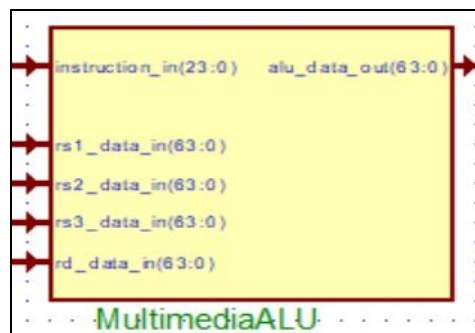 instruction_in(23:0) alu_data_out(63:0)
rs1_data_in(63:0)
rs2_data_in(63:0)
rs3_data_in(63:0)
rd_data_in(63:0)
MultimediaALU